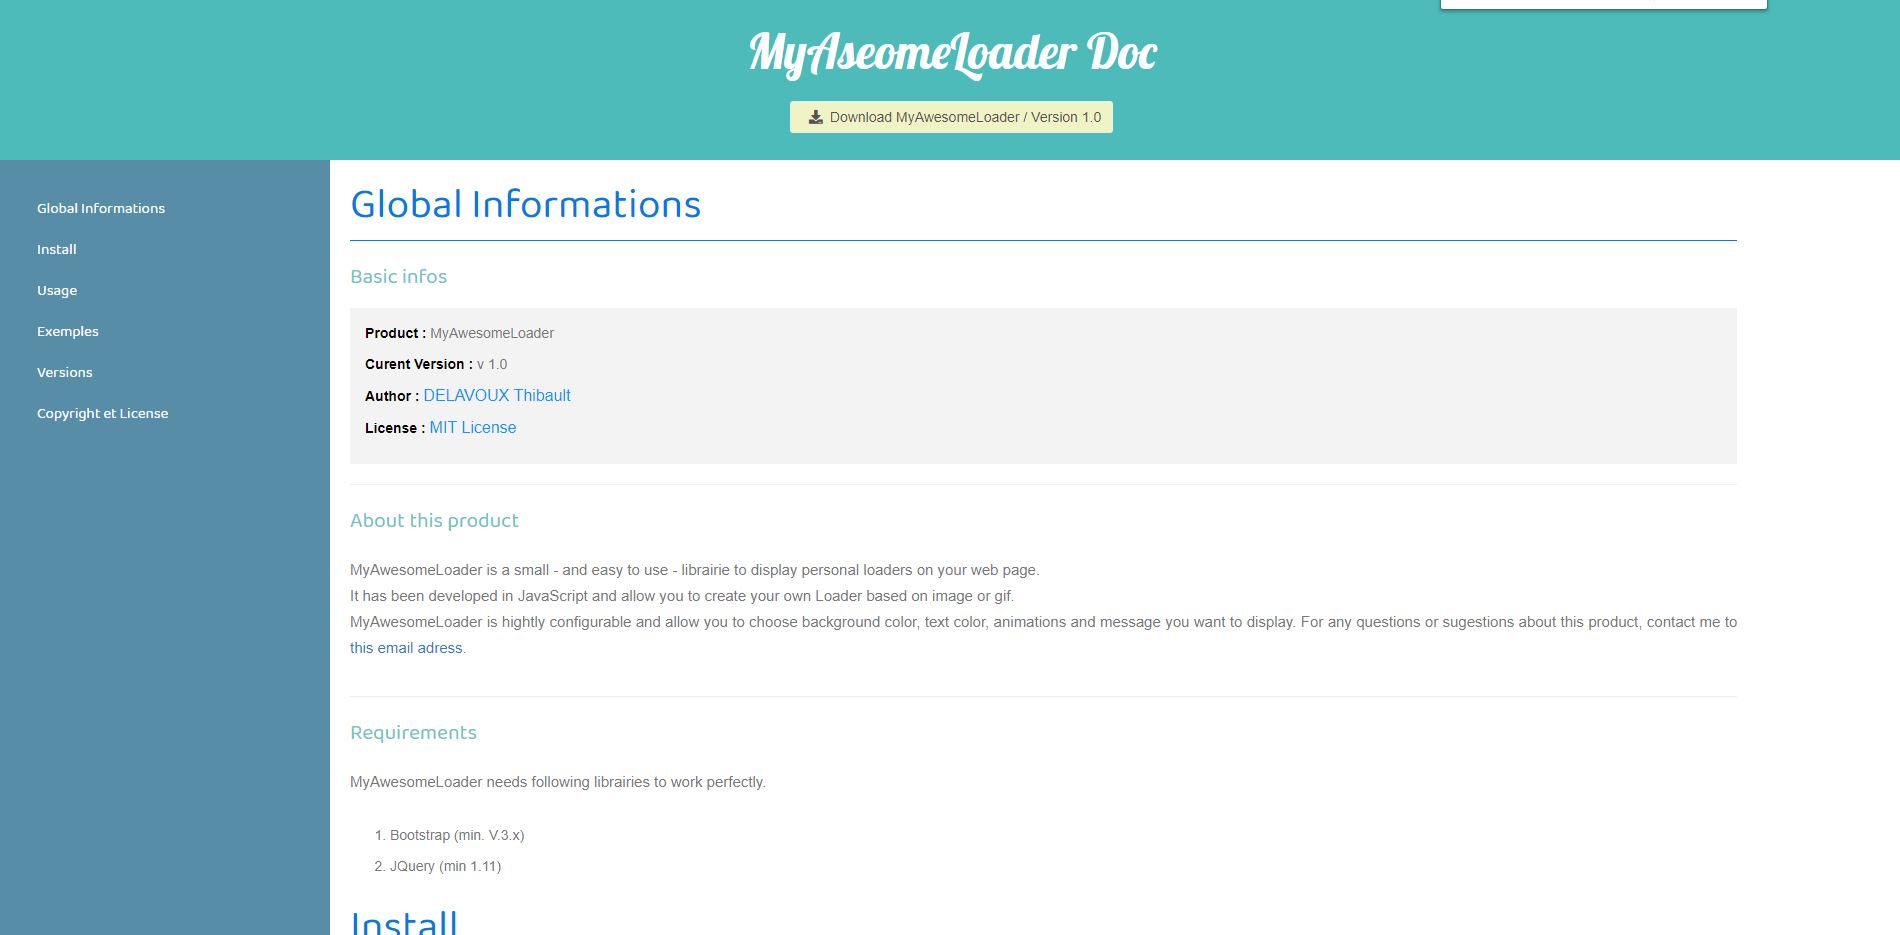 MyAseomeLoader Doc
Download MyAwesomeLoader / Version 1.0
Global Informations
Install
Usage
Exemples
Versions
Copyright et License
Global Informations
Basic infos
Product : MyAwesomeLoader
Curent Version : v 1.0
Author : DELAVOUX Thibault
License : MIT License
About this product
MyAwesomeLoader is a small - and easy to use - librairie to display personal loaders on your web page.
It has been developed in JavaScript and allow you to create your own Loader based on image or gif.
MyAwesomeLoader is hightly configurable and allow you to choose background color, text color, animations and message you want to display. For any questions or sugestions about this product, contact me to
this email adress.
Requirements
MyAwesomeLoader needs following librairies to work perfectly.
1. Bootstrap (min. V.3.x)
2. JQuery (min 1.11)
Install